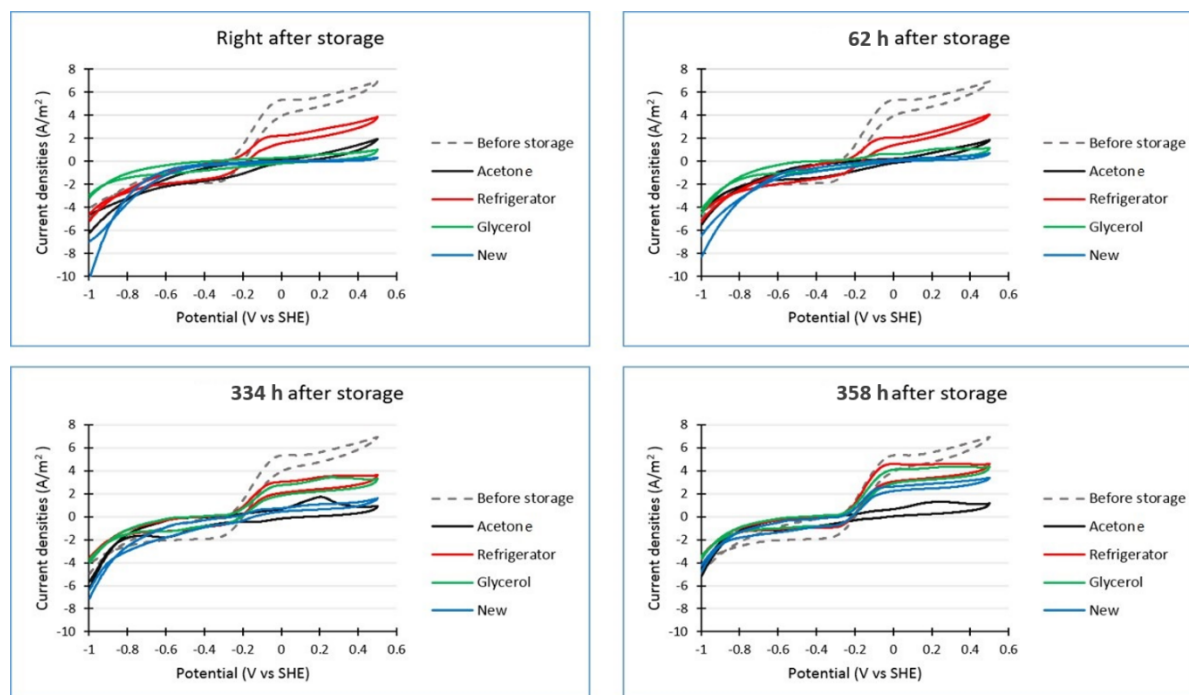 Right after storage
Current densities (A/m² )
8
6
4
2
0
-2
-4
-6
-8
-10
-1 -0.8 -0.6 -0.4 -0.2 0 0.2 0.4 0.6
Potential (V vs SHE)
Before storage
Acetone
Refrigerator
Glycerol
New
62 h after storage
Current densities (A/m² )
8
6
4
2
0
-2
-4
-6
-8
-10
-1 -0.8 -0.6 -0.4 -0.2 0 0.2 0.4 0.6
Potential (V vs SHE)
Before storage
Acetone
Refrigerator
Glycerol
New
334 h after storage
Current densities (A/m² )
8
6
4
2
0
-2
-4
-6
-8
-10
-1 -0.8 -0.6 -0.4 -0.2 0 0.2 0.4 0.6
Potential (V vs SHE)
Before storage
Acetone
Refrigerator
Glycerol
New
358 h after storage
Current densities (A/m² )
8
6
4
2
0
-2
-4
-6
-8
-10
-1 -0.8 -0.6 -0.4 -0.2 0 0.2 0.4 0.6
Potential (V vs SHE)
Before storage
Acetone
Refrigerator
Glycerol
New